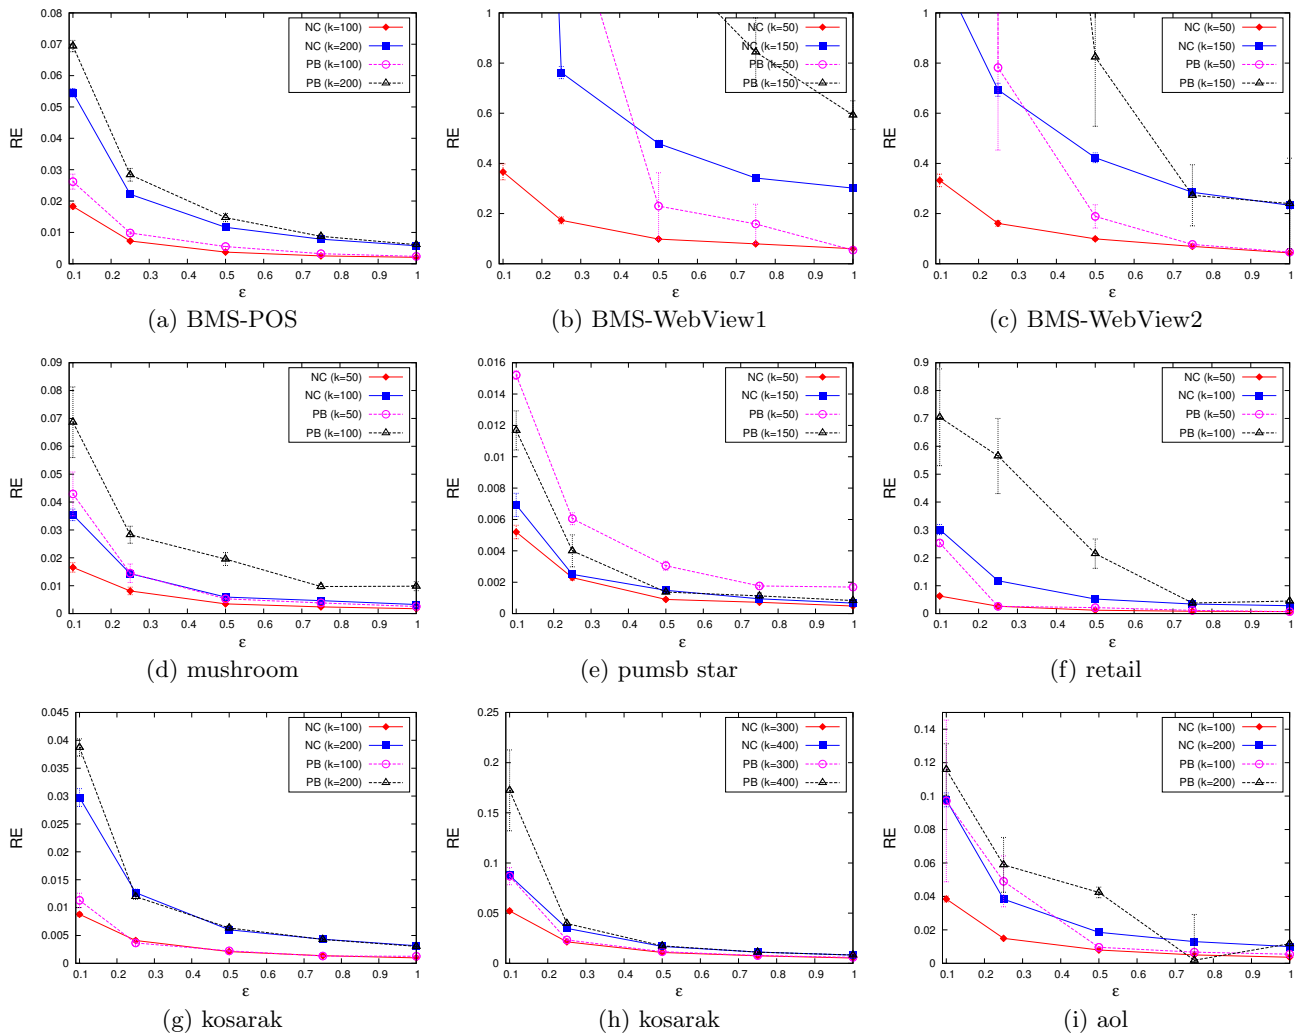 0.08
0.07
0.06
0.05
0.04
0.03
0.02
0.01
0
RE
0.1 0.2 0.3 0.4 0.5 0.6 0.7 0.8 0.9 1
ε
NC (k=100)
NC (k=200)
PB (k=100)
PB (k=200)
(a) BMS-POS
1
0.8
0.6
0.4
0.2
0
RE
0.1 0.2 0.3 0.4 0.5 0.6 0.7 0.8 0.9 1
ε
NC (k=50)
NC (k=150)
PB (k=50)
PB (k=150)
(b) BMS-WebView1
1
0.8
0.6
0.4
0.2
0
RE
0.1 0.2 0.3 0.4 0.5 0.6 0.7 0.8 0.9 1
ε
NC (k=50)
NC (k=150)
PB (k=50)
PB (k=150)
(c) BMS-WebView2
0.09
0.08
0.07
0.06
0.05
0.04
0.03
0.02
0.01
0
RE
0.1 0.2 0.3 0.4 0.5 0.6 0.7 0.8 0.9 1
ε
NC (k=50)
NC (k=100)
PB (k=50)
PB (k=100)
(d) mushroom
0.016
0.014
0.012
0.01
0.008
0.006
0.004
0.002
0
RE
0.1 0.2 0.3 0.4 0.5 0.6 0.7 0.8 0.9 1
ε
NC (k=50)
NC (k=150)
PB (k=50)
PB (k=150)
(e) pumsb star
0.9
0.8
0.7
0.6
0.5
0.4
0.3
0.2
0.1
0
RE
0.1 0.2 0.3 0.4 0.5 0.6 0.7 0.8 0.9 1
ε
NC (k=50)
NC (k=100)
PB (k=50)
PB (k=100)
(f) retail
0.045
0.04
0.035
0.03
0.025
0.02
0.015
0.01
0.005
0
RE
0.1 0.2 0.3 0.4 0.5 0.6 0.7 0.8 0.9 1
ε
NC (k=100)
NC (k=200)
PB (k=100)
PB (k=200)
(g) kosarak
0.25
0.2
0.15
0.1
0.05
0
RE
0.1 0.2 0.3 0.4 0.5 0.6 0.7 0.8 0.9 1
ε
NC (k=300)
NC (k=400)
PB (k=300)
PB (k=400)
(h) kosarak
0.14
0.12
0.1
0.08
0.06
0.04
0.02
0
RE
0.1 0.2 0.3 0.4 0.5 0.6 0.7 0.8 0.9 1
ε
NC (k=100)
NC (k=200)
PB (k=100)
PB (k=200)
(i) aol